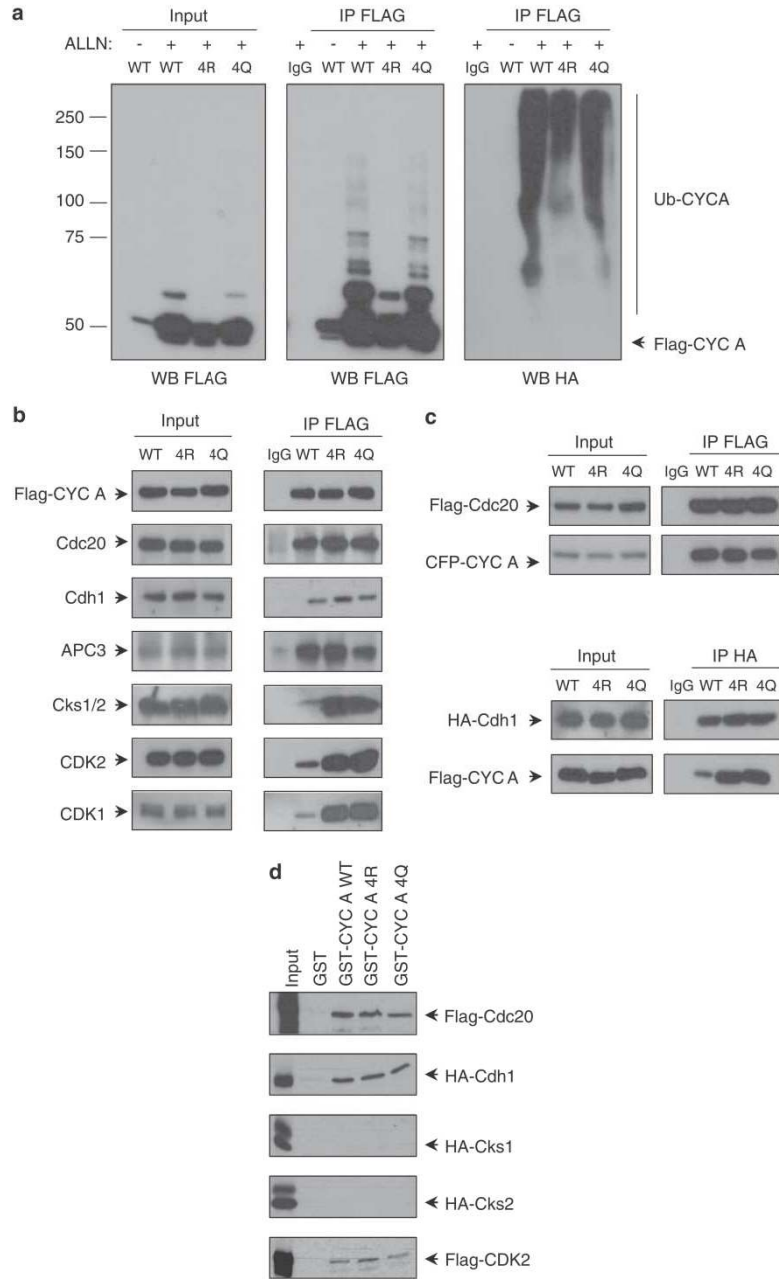 a
Input
IP FLAG
IP FLAG
ALLN: - + + +
+ - + + +
+ - + + +
WT WT 4R 4Q
IgG WT WT 4R 4Q
IgG WT WT 4R 4Q
250
150
100
75
50
Ub-CYCA
Flag-CYC A
WB FLAG
WB FLAG
WB HA
b
Input
IP FLAG
WT 4R 4Q
IgG WT 4R 4Q
Flag-CYC A
Cdc20
Cdh1
APC3
Cks1/2
CDK2
CDK1
c
Input
IP FLAG
WT 4R 4Q
IgG WT 4R 4Q
Flag-Cdc20
CFP-CYC A
Input
IP HA
WT 4R 4Q
IgG WT 4R 4Q
HA-Cdh1
Flag-CYC A
d
Input
GST
GST-CYC A WT
GST-CYC A 4R
GST-CYC A 4Q
Flag-Cdc20
HA-Cdh1
HA-Cks1
HA-Cks2
Flag-CDK2